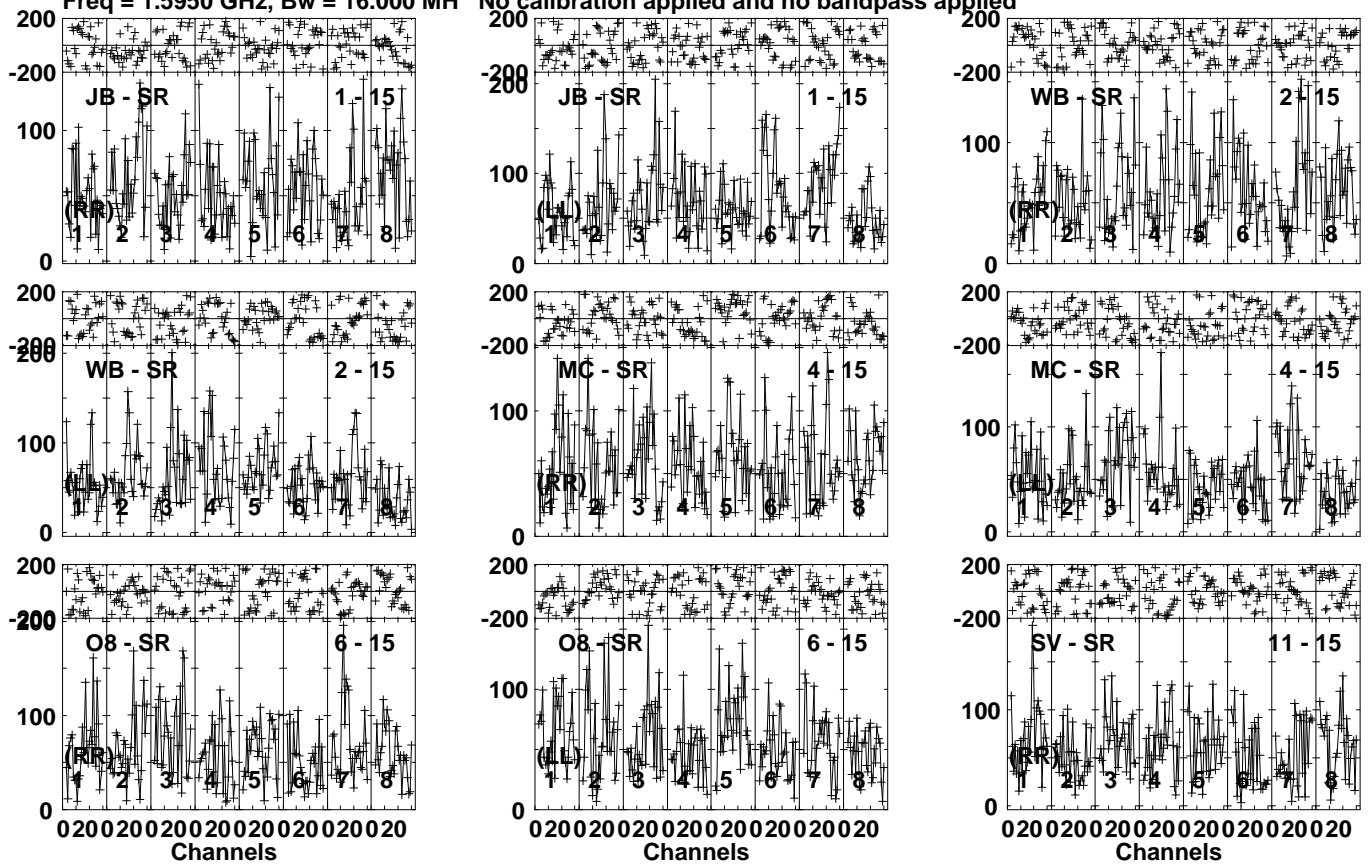 Freq = 1.5950 GHz, Bw = 16.000 MH No calibration applied and no bandpass applied
200 200 200
-200 -200 -200
200
JB - SR 1 - 15 JB - SR 1 - 15 WB - SR 2 - 15
100 100 100
(RR) (LL) (RR)
1 2 3 4 5 6 7 8 1 2 3 4 5 6 7 8 1 2 3 4 5 6 7 8
0 0 0
200 200 200
-200 -200 -200
200
WB - SR 2 - 15 MC - SR 4 - 15 MC - SR 4 - 15
100 100 100
(LL) (RR) (LL)
1 2 3 4 5 6 7 8 1 2 3 4 5 6 7 8 1 2 3 4 5 6 7 8
0 0 0
200 200 200
-200 -200 -200
200
O8 - SR 6 - 15 O8 - SR 6 - 15 SV - SR 11 - 15
100 100 100
(RR) (LL) (RR)
1 2 3 4 5 6 7 8 1 2 3 4 5 6 7 8 1 2 3 4 5 6 7 8
0 0 0
0 20 0 20 0 20 0 20 0 20 0 20 0 20 0 20 0 20 0 20 0 20 0 20 0 20 0 20 0 20 0 20 0 20 0 20 0 20 0 20 0 20 0 20 0 20 0 20
Channels Channels Channels